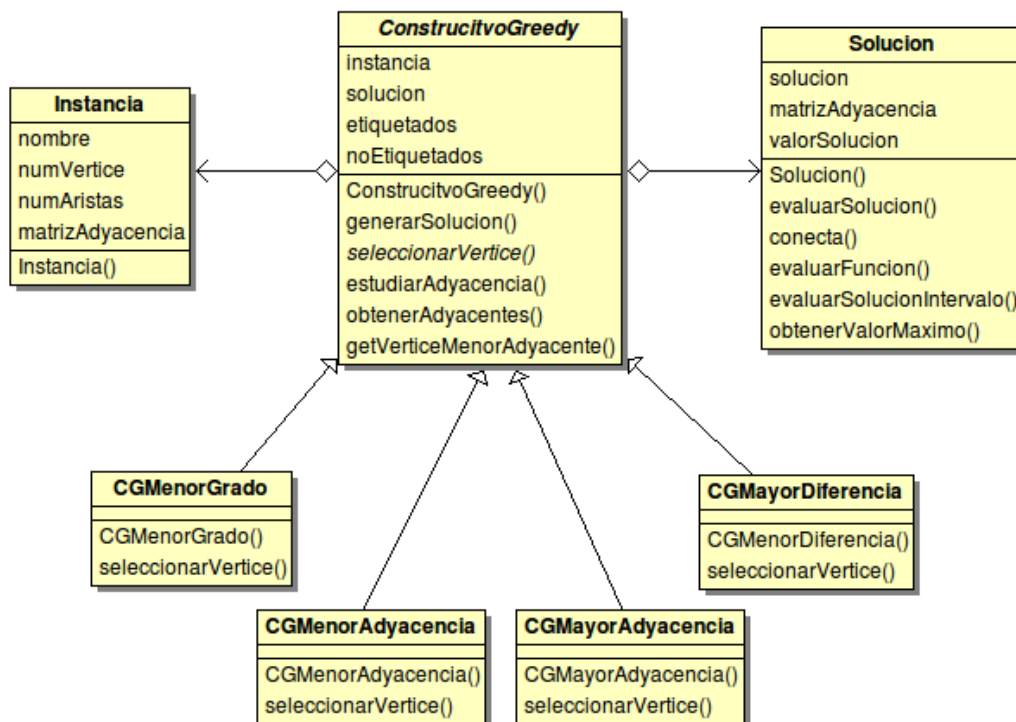 ConstrucitvoGreedy
instancia
solucion
etiquetados
noEtiquetados
ConstrucitvoGreedy()
generarSolucion()
seleccionarVertice()
estudiarAdyacencia()
obtenerAdyacentes()
getVerticeMenorAdyacente()
Instancia
nombre
numVertice
numAristas
matrizAdyacencia
Instancia()
Solucion
solucion
matrizAdyacencia
valorSolucion
Solucion()
evaluarSolucion()
conecta()
evaluarFuncion()
evaluarSolucionIntervalo()
obtenerValorMaximo()
CGMenorGrado
CGMenorGrado()
seleccionarVertice()
CGMenorAdyacencia
CGMenorAdyacencia()
seleccionarVertice()
CGMayorAdyacencia
CGMayorAdyacencia()
seleccionarVertice()
CGMayorDiferencia
CGMenorDiferencia()
seleccionarVertice()